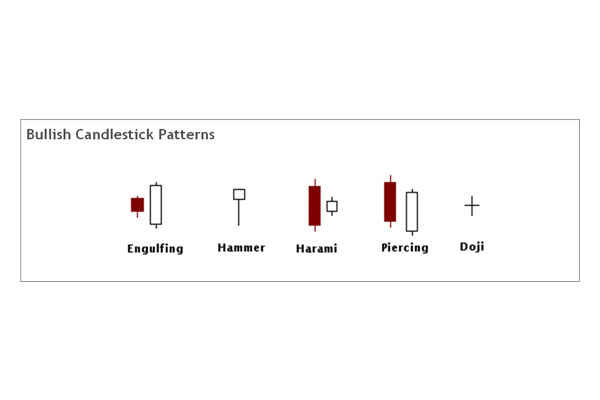 Bullish Candlestick Patterns
Engulfing Hammer Harami Piercing Doji